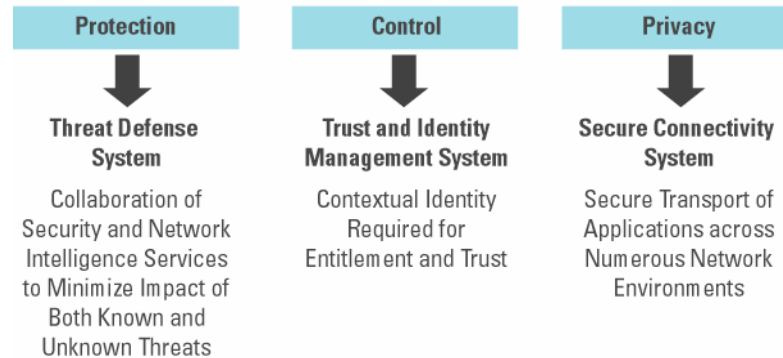 Protection
Threat Defense
System
Collaboration of
Security and Network
Intelligence Services
to Minimize Impact of
Both Known and
Unknown Threats
Control
Trust and Identity
Management System
Contextual Identity
Required for
Entitlement and Trust
Privacy
Secure Connectivity
System
Secure Transport of
Applications across
Numerous Network
Environments